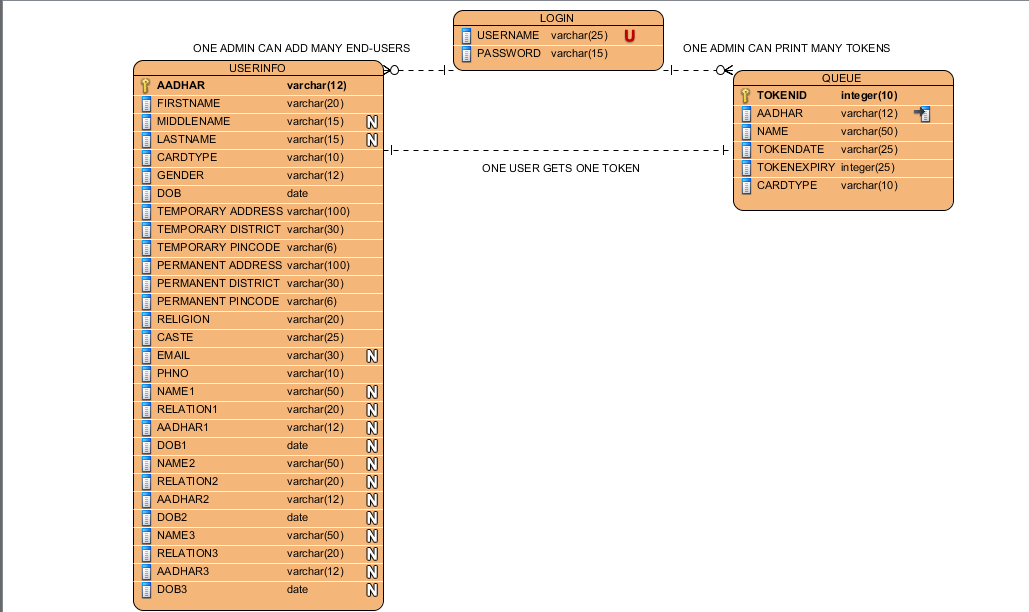 LOGIN
USERNAME varchar(25) U
PASSWORD varchar(15)
ONE ADMIN CAN ADD MANY END-USERS
ONE ADMIN CAN PRINT MANY TOKENS
USERINFO
AADHAR varchar(12)
FIRSTNAME varchar(20)
MIDDLENAME varchar(15) N
LASTNAME varchar(15) N
CARDTYPE varchar(10)
GENDER varchar(12)
DOB date
TEMPORARY ADDRESS varchar(100)
TEMPORARY DISTRICT varchar(30)
TEMPORARY PINCODE varchar(6)
PERMANENT ADDRESS varchar(100)
PERMANENT DISTRICT varchar(30)
PERMANENT PINCODE varchar(6)
RELIGION varchar(20)
CASTE varchar(25)
EMAIL varchar(30) N
PHNO varchar(10)
NAME1 varchar(50) N
RELATION1 varchar(20) N
AADHAR1 varchar(12) N
DOB1 date N
NAME2 varchar(50) N
RELATION2 varchar(20) N
AADHAR2 varchar(12) N
DOB2 date N
NAME3 varchar(50) N
RELATION3 varchar(20) N
AADHAR3 varchar(12) N
DOB3 date N
ONE USER GETS ONE TOKEN
QUEUE
TOKENID integer(10)
AADHAR varchar(12)
NAME varchar(50)
TOKENDATE varchar(25)
TOKENEXPIRY integer(25)
CARDTYPE varchar(10)